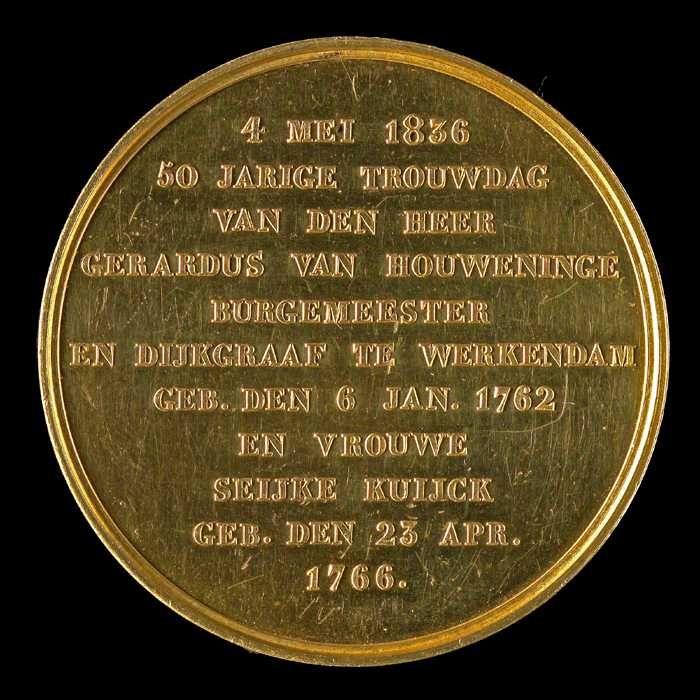 4 MEI 1836
50 JARIGE TROUWDAG
VAN DEN HEER
GERARDUS VAN HOUWENINGE
BURGEMEESTER
EN DIJKGRAAF TE WERKENDAM
GEB. DEN 6 JAN. 1762
EN VROUWE
SEIJKE KUIJCK
GEB. DEN 23 APR.
1766.